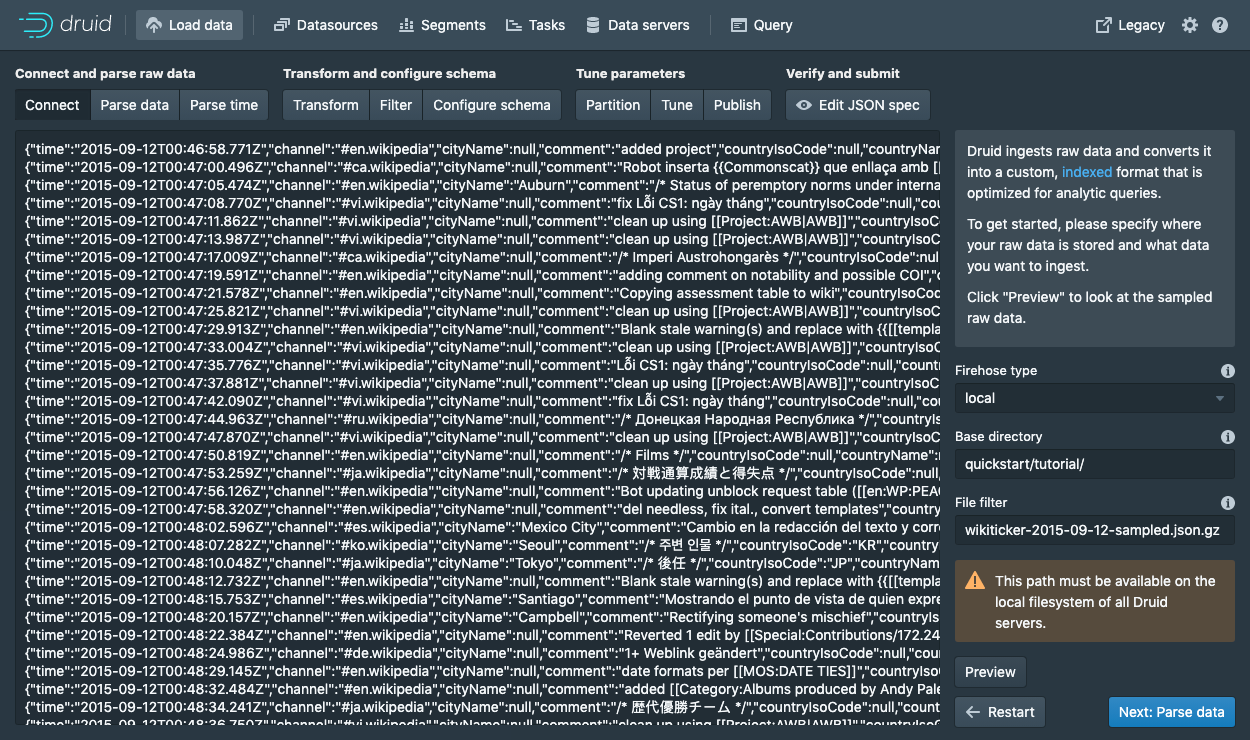 druid
Load data
Datasources
Segments
Tasks
Data servers
Query
Legacy
Connect and parse raw data
Transform and configure schema
Tune parameters
Verify and submit
Connect
Parse data
Parse time
Transform
Filter
Configure schema
Partition
Tune
Publish
Edit JSON spec
{"time":"2015-09-12T00:46:58.771Z","channel":"#en.wikipedia","cityName":null,"comment":"added project","countryIsoCode":null,"countryNam
{"time":"2015-09-12T00:47:00.496Z","channel":"#ca.wikipedia","cityName":null,"comment":"Robot inserta {{Commonscat}} que enllaça amb [
{"time":"2015-09-12T00:47:05.474Z","channel":"#en.wikipedia","cityName":"Auburn","comment":"/* Status of peremptory norms under interna
{"time":"2015-09-12T00:47:08.770Z","channel":"#vi.wikipedia","cityName":null,"comment":"fix Lỗi CS1: ngày tháng","countryIsoCode":null,"coun
{"time":"2015-09-12T00:47:11.862Z","channel":"#vi.wikipedia","cityName":null,"comment":"clean up using [[Project:AWB|AWB]]","countryIsoC
{"time":"2015-09-12T00:47:13.987Z","channel":"#vi.wikipedia","cityName":null,"comment":"clean up using [[Project:AWB|AWB]]","countryIsoC
{"time":"2015-09-12T00:47:17.009Z","channel":"#ca.wikipedia","cityName":null,"comment":"/* Imperi Austrohongarès */","countryIsoCode":nul
{"time":"2015-09-12T00:47:19.591Z","channel":"#en.wikipedia","cityName":null,"comment":"adding comment on notability and possible COI","c
{"time":"2015-09-12T00:47:21.578Z","channel":"#en.wikipedia","cityName":null,"comment":"Copying assessment table to wiki","countryIsoCod
{"time":"2015-09-12T00:47:25.821Z","channel":"#vi.wikipedia","cityName":null,"comment":"clean up using [[Project:AWB|AWB]]","countryIsoC
{"time":"2015-09-12T00:47:29.913Z","channel":"#en.wikipedia","cityName":null,"comment":"Blank stale warning(s) and replace with {{[[templa
{"time":"2015-09-12T00:47:33.004Z","channel":"#vi.wikipedia","cityName":null,"comment":"clean up using [[Project:AWB|AWB]]","countryIsoC
{"time":"2015-09-12T00:47:35.776Z","channel":"#vi.wikipedia","cityName":null,"comment":"Lỗi CS1: ngày tháng","countryIsoCode":null,"country
{"time":"2015-09-12T00:47:37.881Z","channel":"#vi.wikipedia","cityName":null,"comment":"clean up using [[Project:AWB|AWB]]","countryIsoC
{"time":"2015-09-12T00:47:42.090Z","channel":"#vi.wikipedia","cityName":null,"comment":"fix Lỗi CS1: ngày tháng","countryIsoCode":null,"coun
{"time":"2015-09-12T00:47:44.963Z","channel":"#ru.wikipedia","cityName":null,"comment":"/* Донецкая Народная Республика */","countryIs
{"time":"2015-09-12T00:47:47.870Z","channel":"#vi.wikipedia","cityName":null,"comment":"clean up using [[Project:AWB|AWB]]","countryIsoC
{"time":"2015-09-12T00:47:50.819Z","channel":"#en.wikipedia","cityName":null,"comment":"/* Films */","countryIsoCode":null,"countryName":n
{"time":"2015-09-12T00:47:53.259Z","channel":"#ja.wikipedia","cityName":null,"comment":"/* 対戦通算成績と得失点 */","countryIsoCode":null,
{"time":"2015-09-12T00:47:56.126Z","channel":"#en.wikipedia","cityName":null,"comment":"Bot updating unblock request table ([[en:WP:PEA
{"time":"2015-09-12T00:47:58.320Z","channel":"#en.wikipedia","cityName":null,"comment":"del needless, fix ital., convert templates","countryIs
{"time":"2015-09-12T00:48:02.596Z","channel":"#es.wikipedia","cityName":"Mexico City","comment":"Cambio en la redacción del texto y corr
{"time":"2015-09-12T00:48:07.282Z","channel":"#ko.wikipedia","cityName":"Seoul","comment":"/* 주변 인물 */","countryIsoCode":"KR","country
{"time":"2015-09-12T00:48:10.048Z","channel":"#ja.wikipedia","cityName":"Tokyo","comment":"/* 後任 */","countryIsoCode":"JP","countryNam
{"time":"2015-09-12T00:48:12.732Z","channel":"#en.wikipedia","cityName":null,"comment":"Blank stale warning(s) and replace with {{[[templa
{"time":"2015-09-12T00:48:15.753Z","channel":"#es.wikipedia","cityName":"Santiago","comment":"Mostrando el punto de vista de quien expre
{"time":"2015-09-12T00:48:20.157Z","channel":"#en.wikipedia","cityName":"Campbell","comment":"Rectifying someone's mischief","countryIs
{"time":"2015-09-12T00:48:22.384Z","channel":"#en.wikipedia","cityName":null,"comment":"Reverted 1 edit by [[Special:Contributions/172.24
{"time":"2015-09-12T00:48:24.986Z","channel":"#de.wikipedia","cityName":null,"comment":"1+ Weblink geändert","countryIsoCode":null,"coun
{"time":"2015-09-12T00:48:29.145Z","channel":"#en.wikipedia","cityName":null,"comment":"date formats per [[MOS:DATE TIES]]","countryIso
{"time":"2015-09-12T00:48:32.484Z","channel":"#en.wikipedia","cityName":null,"comment":"added [[Category:Albums produced by Andy Pale
{"time":"2015-09-12T00:48:34.241Z","channel":"#ja.wikipedia","cityName":null,"comment":"/* 歴代優勝チーム */","countryIsoCode":null,"coun
{"time":"2015-09-12T00:48:36.750Z","channel":"#vi.wikipedia","cityName":null,"comment":"clean up using [[Project:AWB|AWB]]","countryIsoC
Druid ingests raw data and converts it
into a custom, indexed format that is
optimized for analytic queries.
To get started, please specify where
your raw data is stored and what data
you want to ingest.
Click "Preview" to look at the sampled
raw data.
Firehose type
local
Base directory
quickstart/tutorial/
File filter
wikiticker-2015-09-12-sampled.json.gz
This path must be available on the
local filesystem of all Druid
servers.
Preview
Restart
Next: Parse data